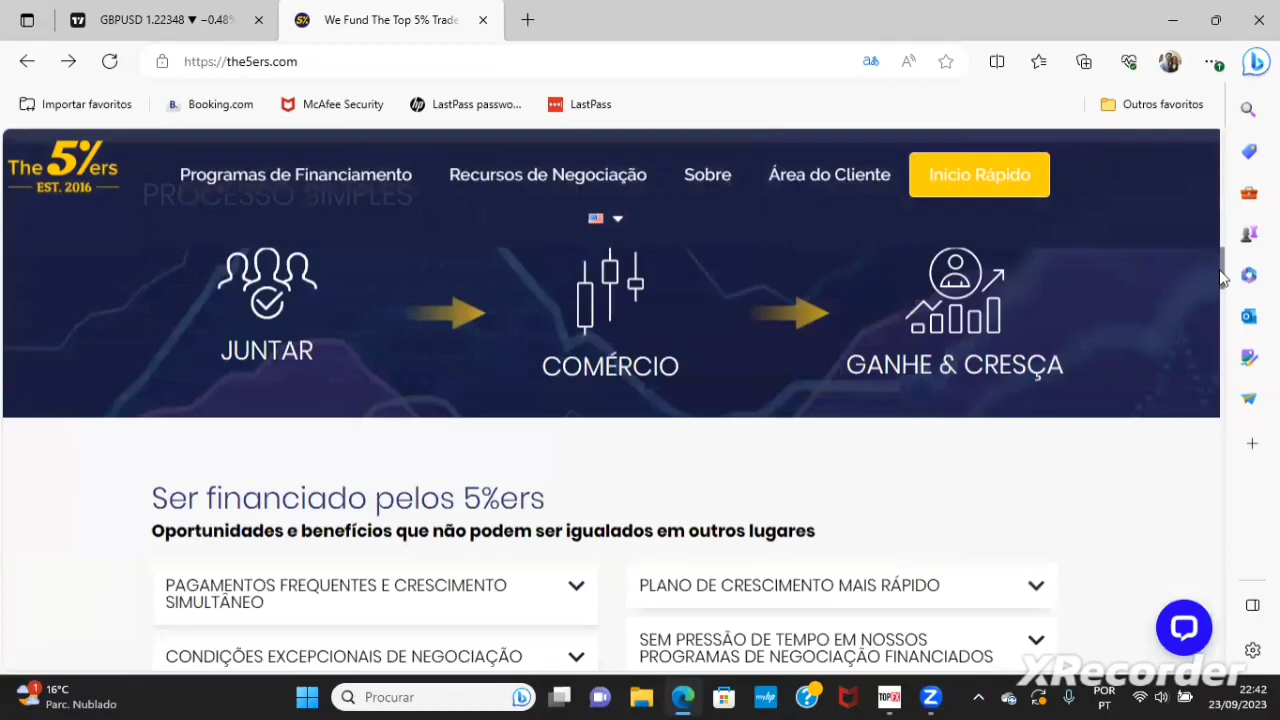 GBPUSD 1.22348 ▼ −0.48%
We Fund The Top 5% Trade
https://the5ers.com
Importar favoritos
Booking.com
McAfee Security
LastPass passwo...
LastPass
Outros favoritos
The 5%ers
EST. 2016
Programas de Financiamento
Recursos de Negociação
Sobre
Área do Cliente
Início Rápido
PROCESSO SIMPLES
JUNTAR
COMÉRCIO
GANHE & CRESÇA
Ser financiado pelos 5%ers
Oportunidades e benefícios que não podem ser igualados em outros lugares
PAGAMENTOS FREQUENTES E CRESCIMENTO
SIMULTÂNEO
PLANO DE CRESCIMENTO MAIS RÁPIDO
CONDIÇÕES EXCEPCIONAIS DE NEGOCIAÇÃO
SEM PRESSÃO DE TEMPO EM NOSSOS
PROGRAMAS DE NEGOCIAÇÃO FINANCIADOS
XRecorder
1
16°C
Parc. Nublado
Procurar
POR
PT
22:42
23/09/2023